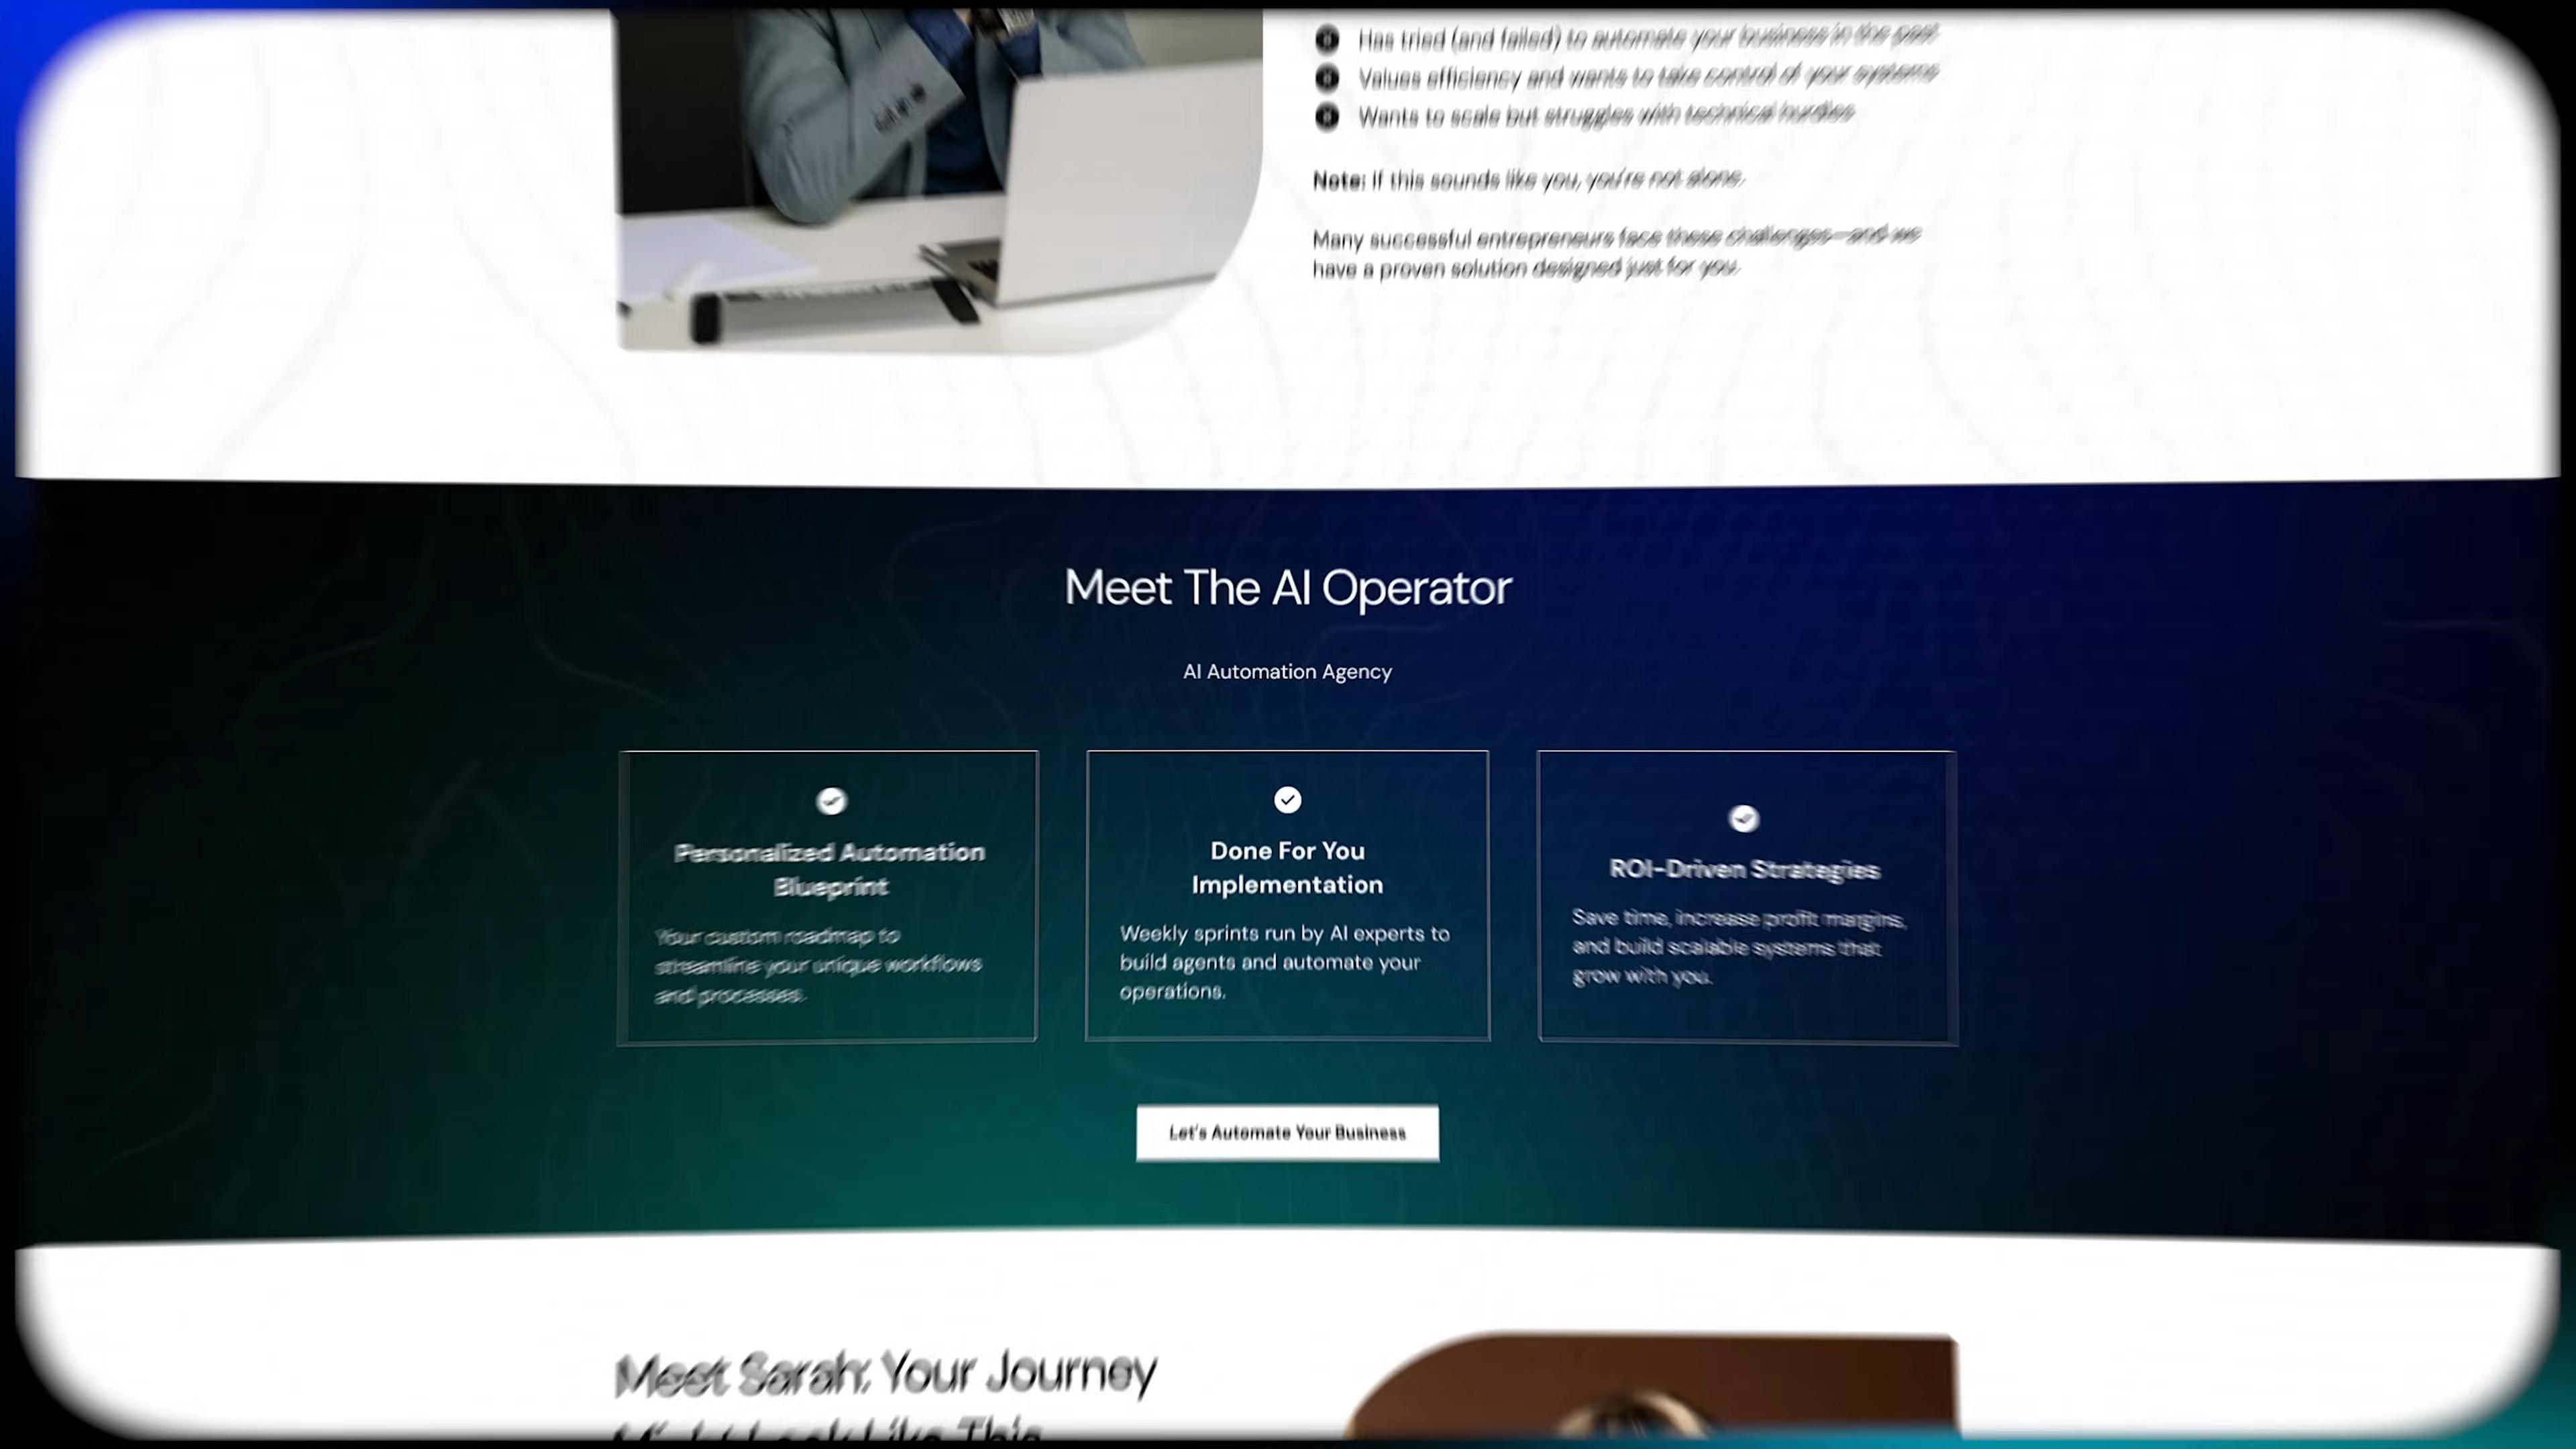 Has tried (and failed) to automate your business in the past
Values efficiency and wants to take control of your systems
Wants to scale but struggles with technical hurdles
Note: If this sounds like you, you're not alone.
Many successful entrepreneurs face these challenges—and we
have a proven solution designed just for you.
Meet The AI Operator
AI Automation Agency
Personalized Automation
Blueprint
Your custom roadmap to
streamline your unique workflows
and processes.
Done For You
Implementation
Weekly sprints run by AI experts to
build agents and automate your
operations.
ROI-Driven Strategies
Save time, increase profit margins,
and build scalable systems that
grow with you.
Let's Automate Your Business
Meet Sarah: Your Journey
Might Look Like This